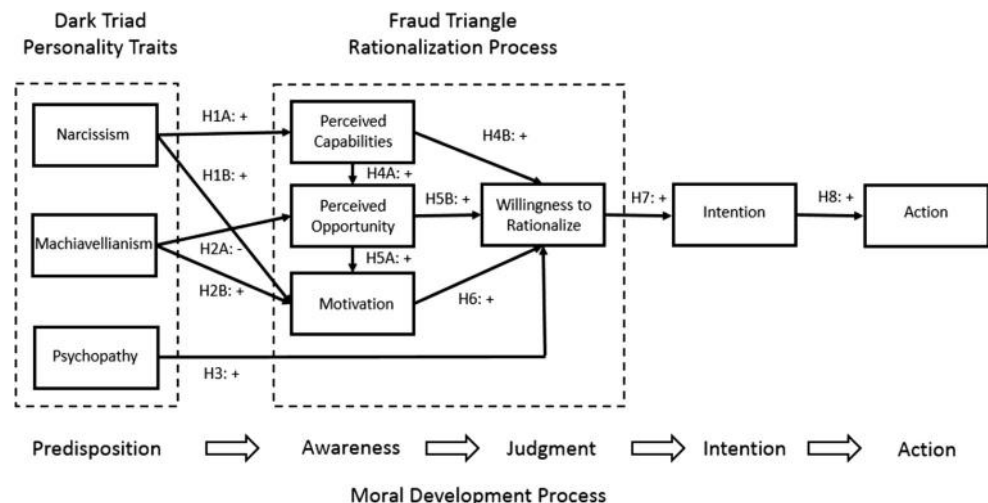 Dark Triad
Personality Traits
Fraud Triangle
Rationalization Process
Narcissism
H1A: +
Perceived
Capabilities
H4B: +
H1B: +
H4A: +
Machiavellianism
H2A: -
Perceived
Opportunity
H5B: +
Willingness to
Rationalize
H7: +
Intention
H8: +
Action
H5A: +
H2B: +
Motivation
H6: +
Psychopathy
H3: +
Predisposition
Awareness
Judgment
Intention
Action
Moral Development Process